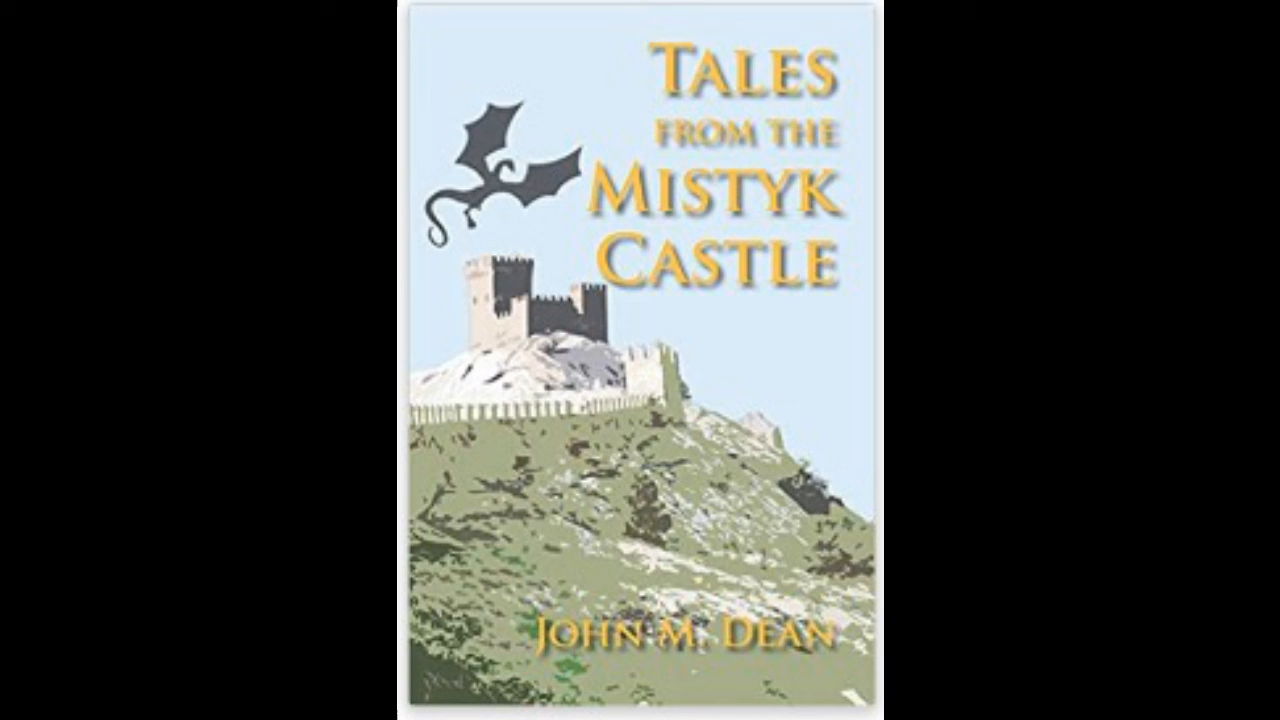 TALES
FROM THE
MISTYK
CASTLE
JOHN M. DEAN